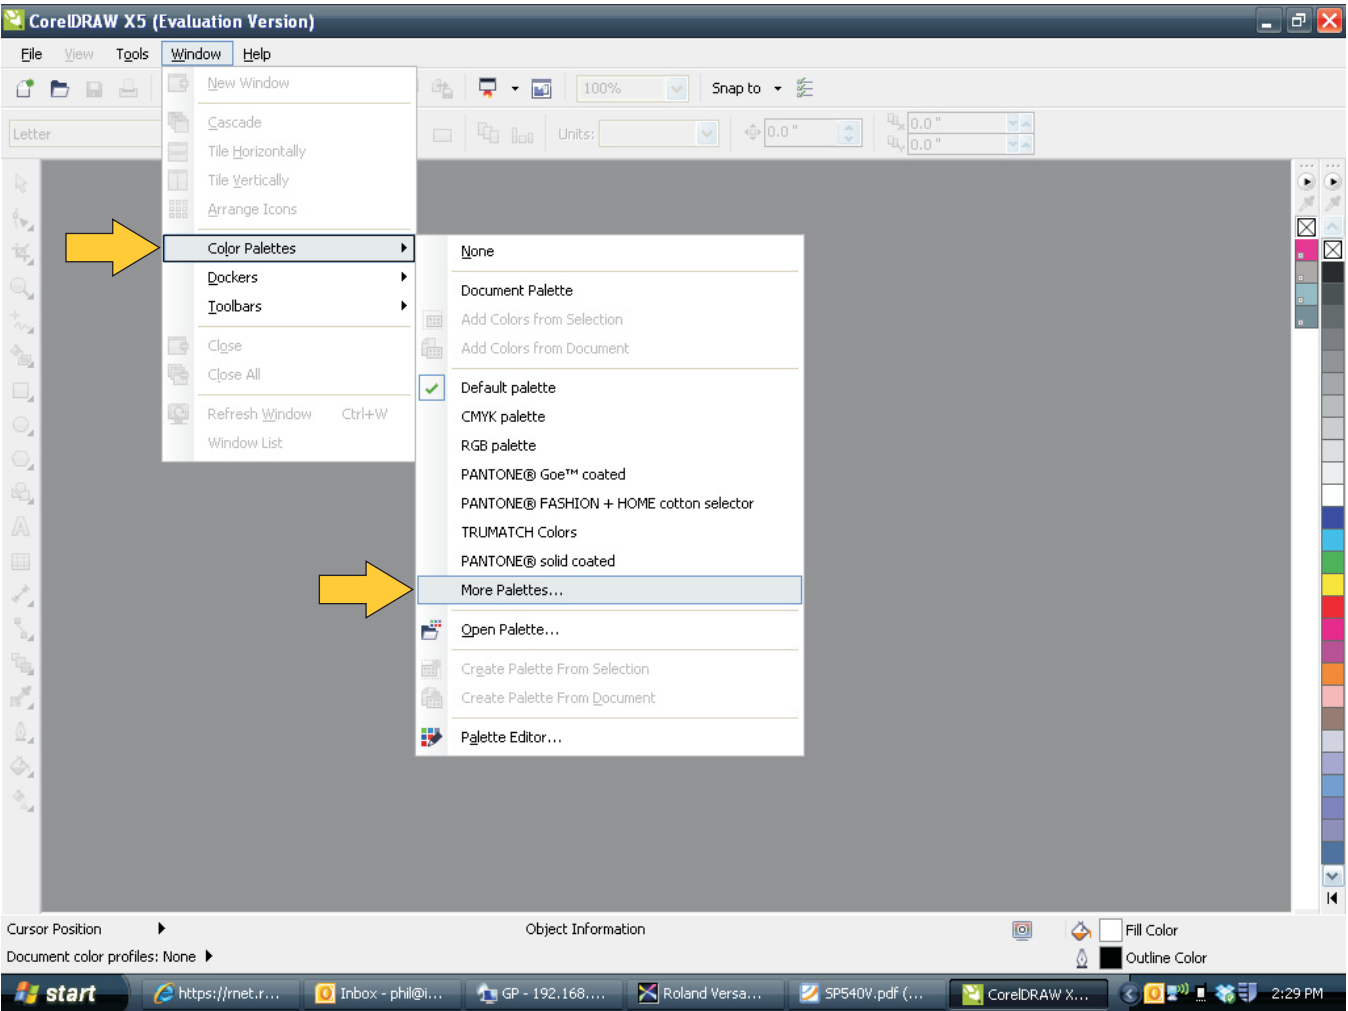 CorelDRAW X5 (Evaluation Version)
File View Tools Window Help
New Window
100%
Snap to
Letter
Cascade
Units:
0.0 "
0.0 "
0.0 "
Tile Horizontally
Tile Vertically
Arrange Icons
Color Palettes
Dockers
Toolbars
Close
Close All
Refresh Window Ctrl+W
Window List
None
Document Palette
Add Colors from Selection
Add Colors from Document
Default palette
CMYK palette
RGB palette
PANTONE® Goe™ coated
PANTONE® FASHION + HOME cotton selector
TRUMATCH Colors
PANTONE® solid coated
More Palettes...
Open Palette...
Create Palette From Selection
Create Palette From Document
Palette Editor...
Cursor Position
Object Information
Fill Color
Document color profiles: None
Outline Color
start https://rnet.r... Inbox - phil@i... GP - 192.168.... Roland Versa... SP540V.pdf (... CorelDRAW X... 2:29 PM